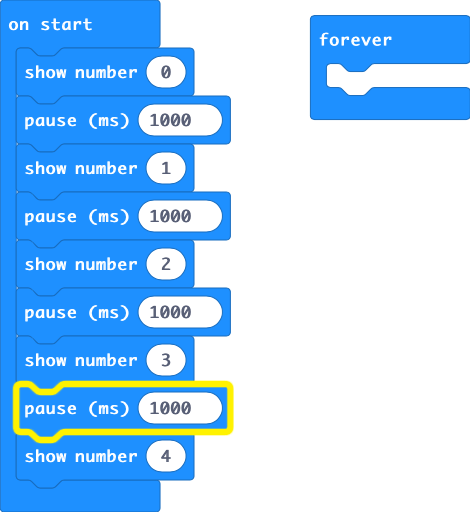 on start
show number 0
pause (ms) 1000
show number 1
pause (ms) 1000
show number 2
pause (ms) 1000
show number 3
pause (ms) 1000
show number 4
forever